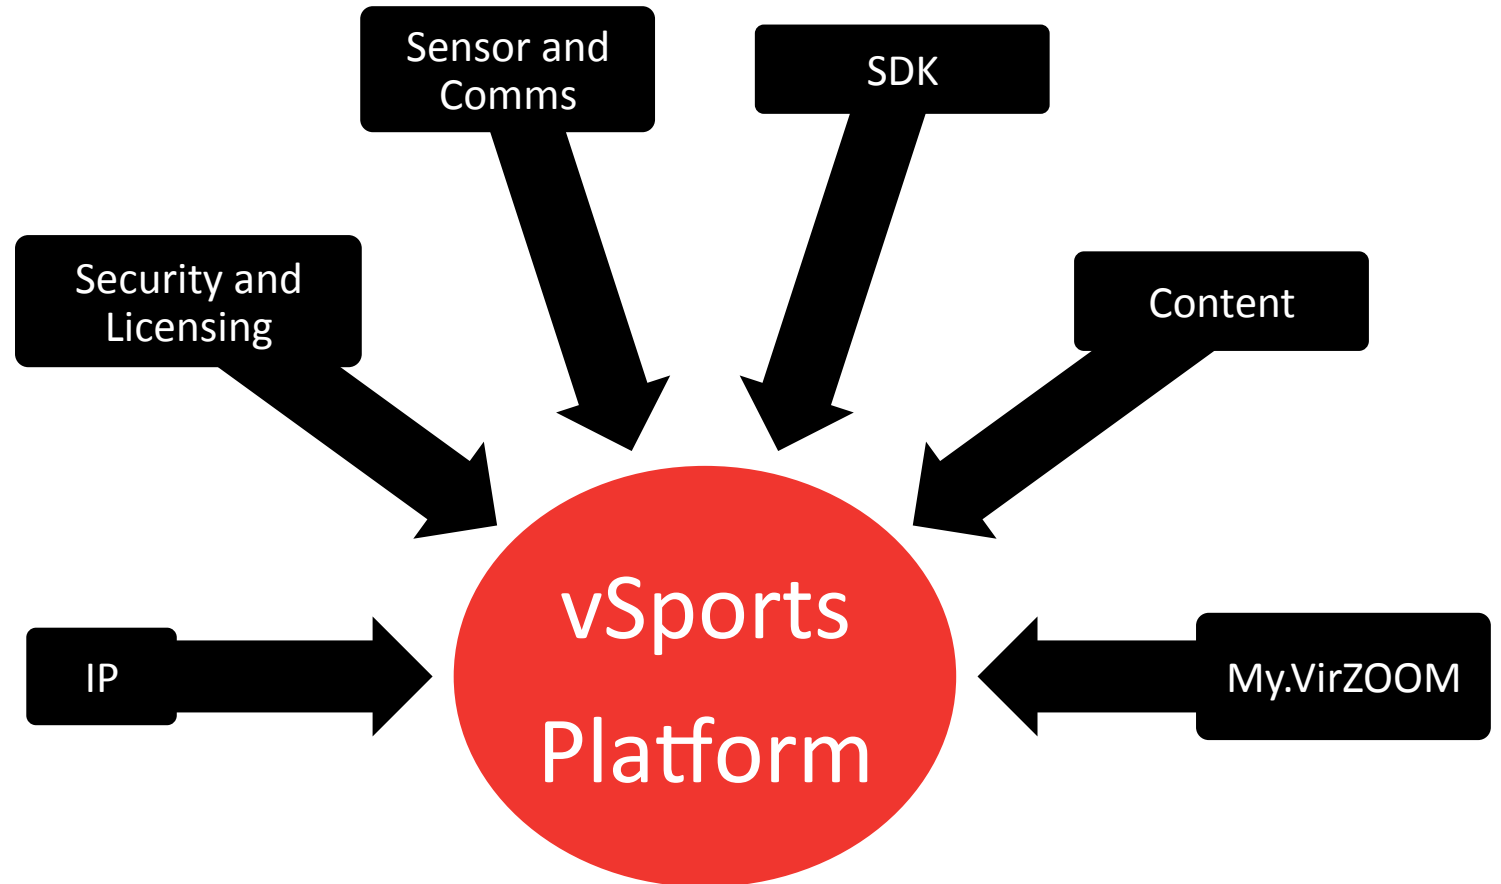 Sensor and
Comms
SDK
Security and
Licensing
Content
vSports
Platform
IP
My.VirZOOM